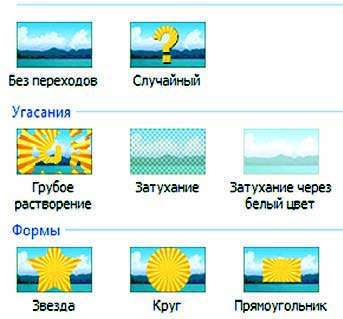 Без переходов Случайный
Угасания
Грубое растворение Затухание Затухание через белый цвет
Формы
Звезда Круг Прямоугольник